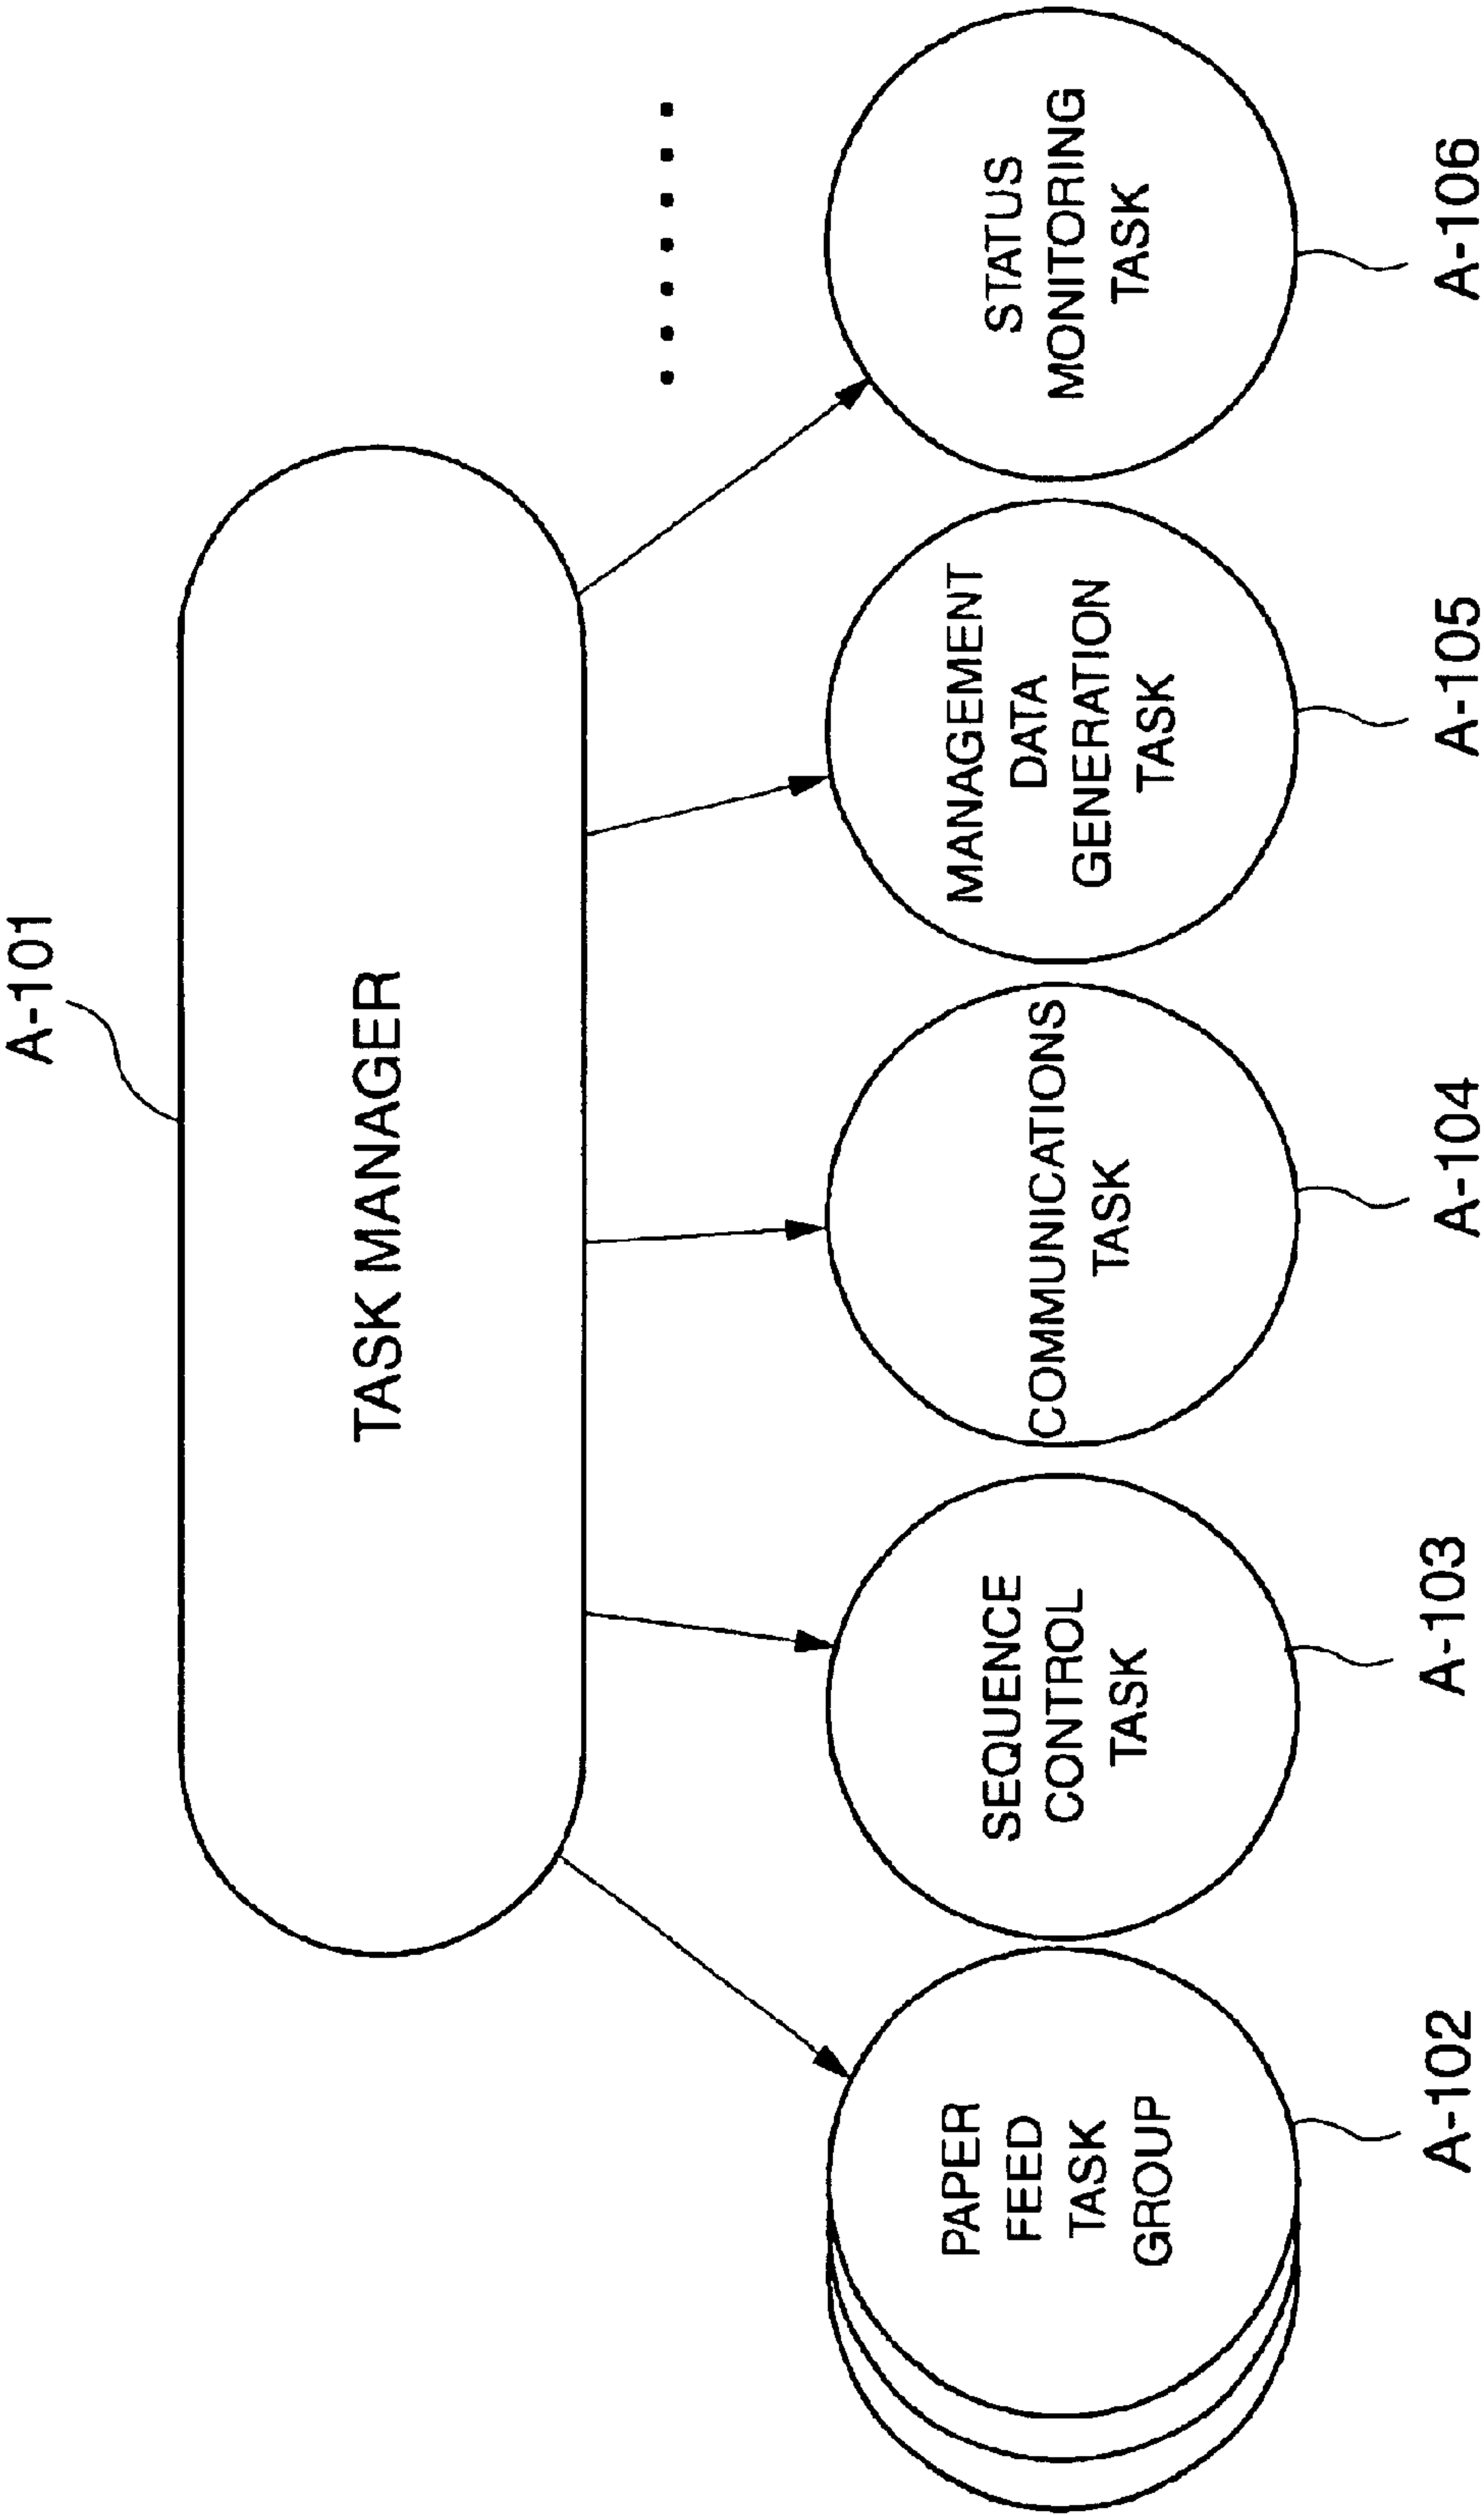 A-101
TASK MANAGER
.......
PAPER
FEED
TASK
GROUP
SEQUENCE
CONTROL
TASK
COMMUNICATIONS
TASK
MANAGEMENT
DATA
GENERATION
TASK
STATUS
MONITORING
TASK
A-102
A-103
A-104
A-105
A-106